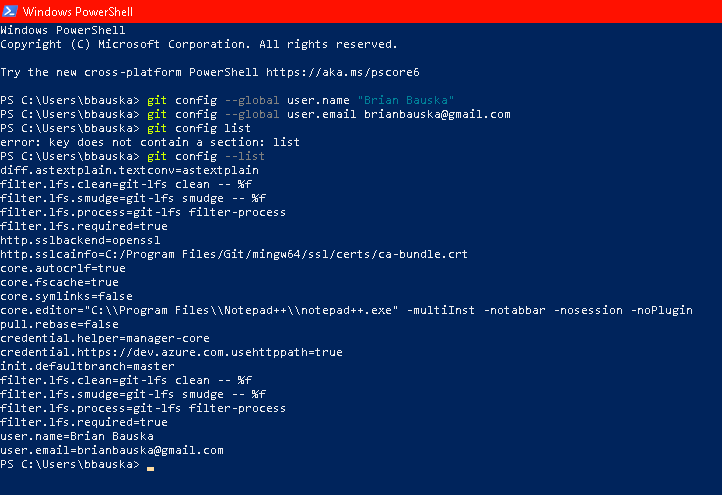 Windows PowerShell
Windows PowerShell
Copyright (C) Microsoft Corporation. All rights reserved.
Try the new cross-platform PowerShell https://aka.ms/pscore6
PS C:\Users\bbauska> git config --global user.name "Brian Bauska"
PS C:\Users\bbauska> git config --global user.email brianbauska@gmail.com
PS C:\Users\bbauska> git config list
error: key does not contain a section: list
PS C:\Users\bbauska> git config --list
diff.astextplain.textconv=astextplain
filter.lfs.clean=git-lfs clean -- %f
filter.lfs.smudge=git-lfs smudge -- %f
filter.lfs.process=git-lfs filter-process
filter.lfs.required=true
http.sslbackend=openssl
http.sslcainfo=C:/Program Files/Git/mingw64/ssl/certs/ca-bundle.crt
core.autocrlf=true
core.fscache=true
core.symlinks=false
core.editor="C:\\Program Files\\Notepad++\\notepad++.exe" -multiInst -notabbar -nosession -noPlugin
pull.rebase=false
credential.helper=manager-core
credential.https://dev.azure.com.usehttppath=true
init.defaultbranch=master
filter.lfs.clean=git-lfs clean -- %f
filter.lfs.smudge=git-lfs smudge -- %f
filter.lfs.process=git-lfs filter-process
filter.lfs.required=true
user.name=Brian Bauska
user.email=brianbauska@gmail.com
PS C:\Users\bbauska>